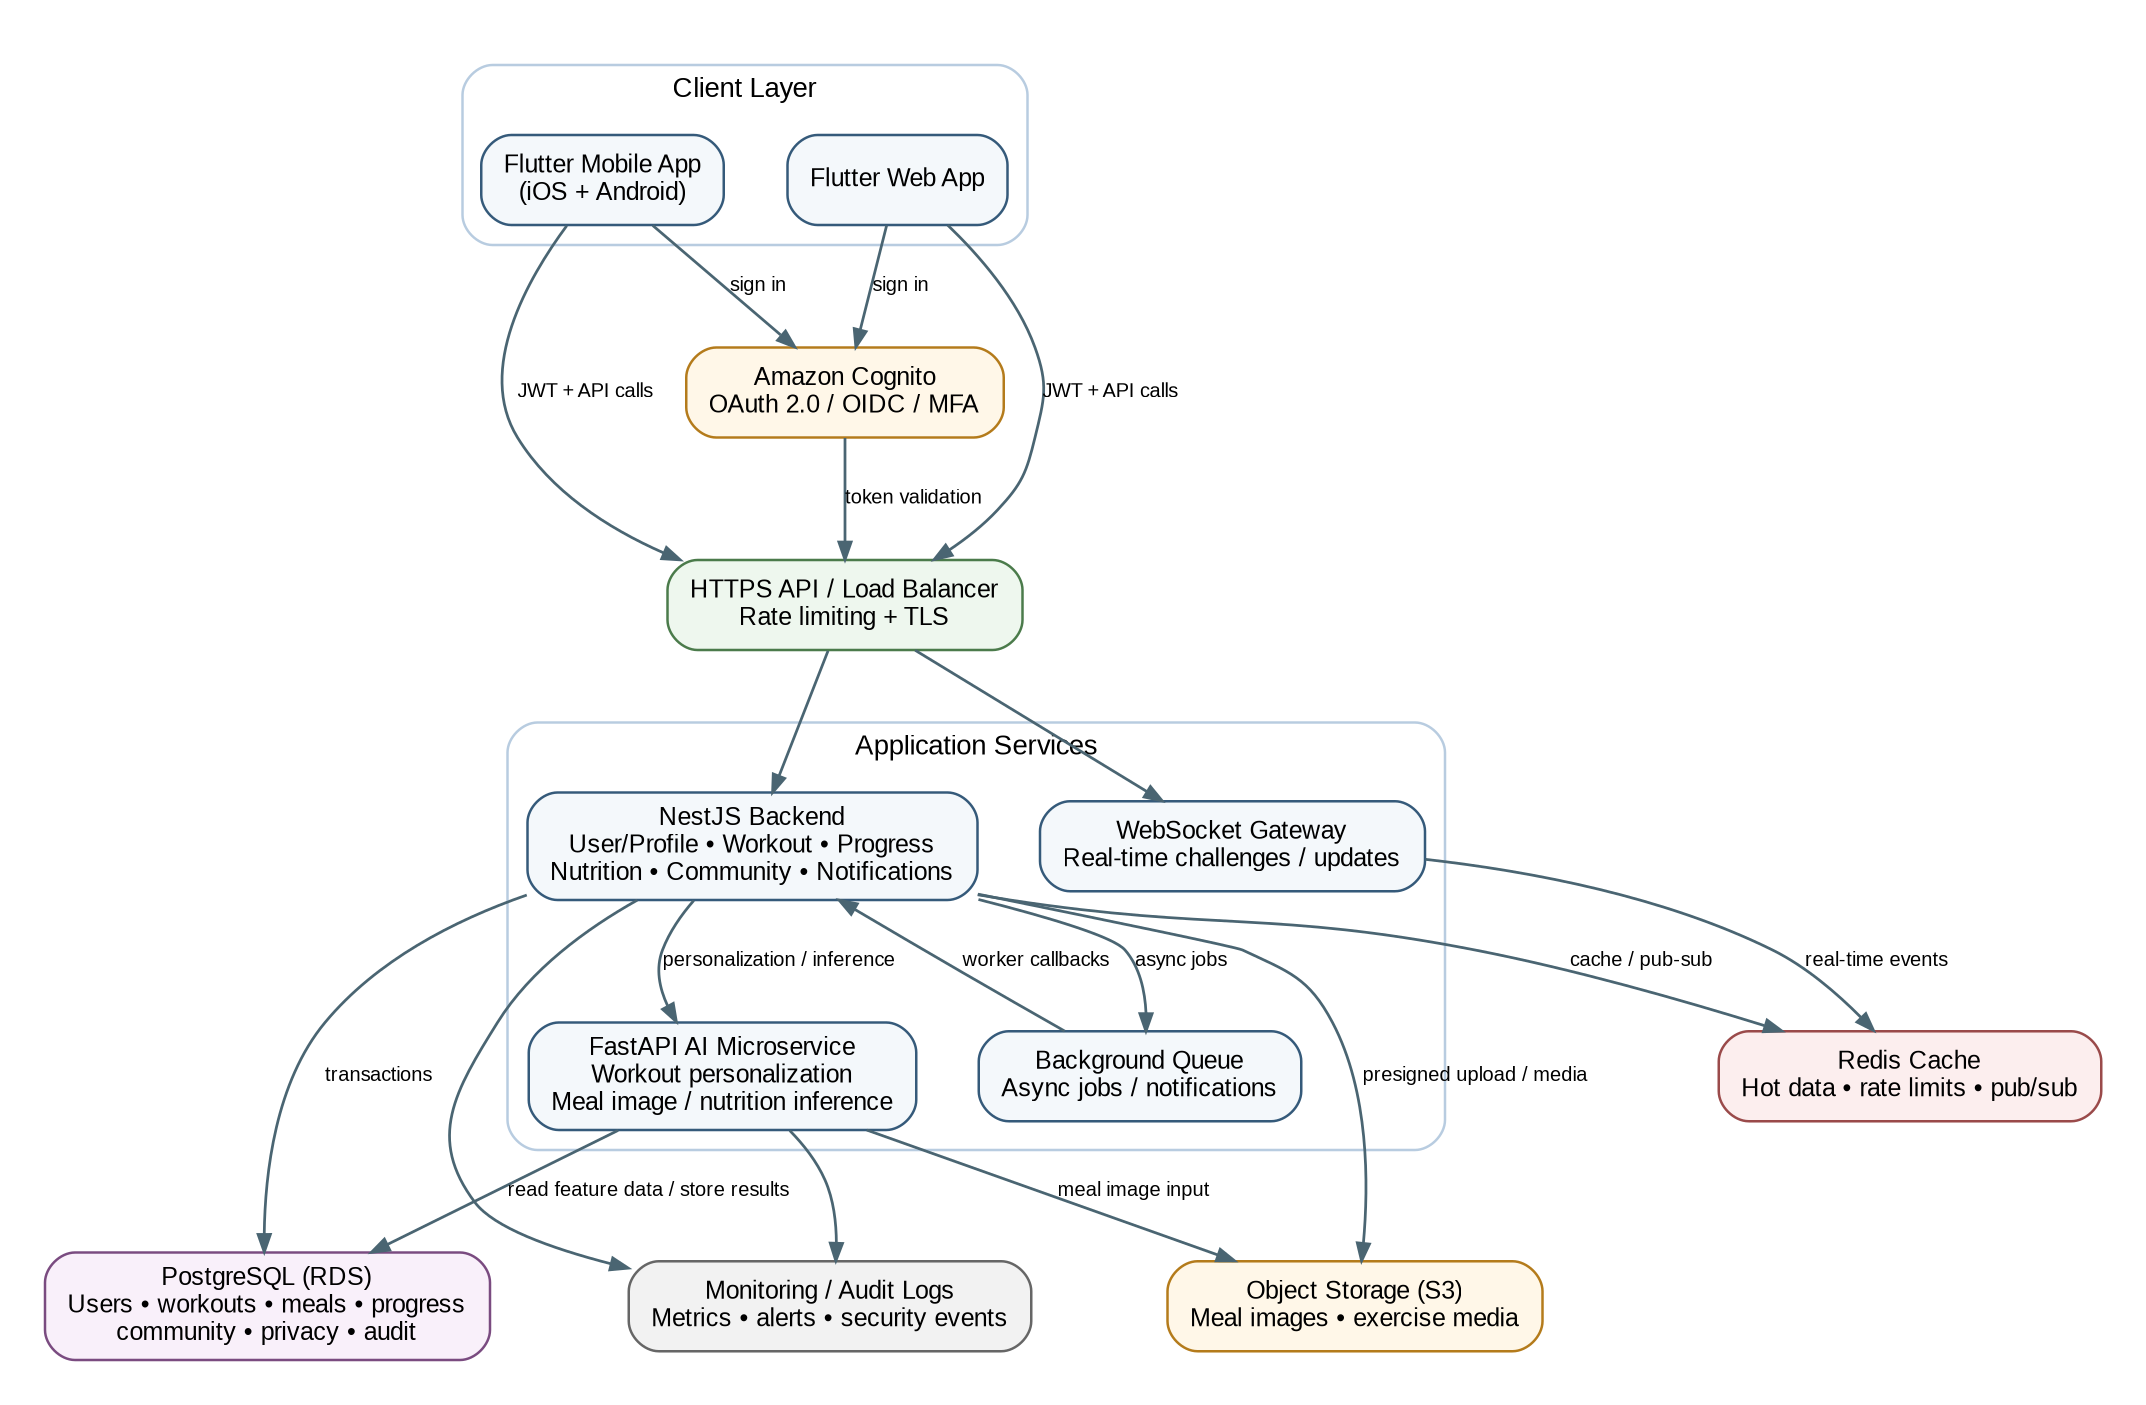 Client Layer
Flutter Mobile App
(iOS + Android)
Flutter Web App
sign in
sign in
JWT + API calls
Amazon Cognito
OAuth 2.0 / OIDC / MFA
JWT + API calls
token validation
HTTPS API / Load Balancer
Rate limiting + TLS
Application Services
NestJS Backend
User/Profile • Workout • Progress
Nutrition • Community • Notifications
WebSocket Gateway
Real-time challenges / updates
personalization / inference
worker callbacks
async jobs
cache / pub-sub
real-time events
transactions
FastAPI AI Microservice
Workout personalization
Meal image / nutrition inference
Background Queue
Async jobs / notifications
presigned upload / media
Redis Cache
Hot data • rate limits • pub/sub
read feature data / store results
meal image input
PostgreSQL (RDS)
Users • workouts • meals • progress
community • privacy • audit
Monitoring / Audit Logs
Metrics • alerts • security events
Object Storage (S3)
Meal images • exercise media